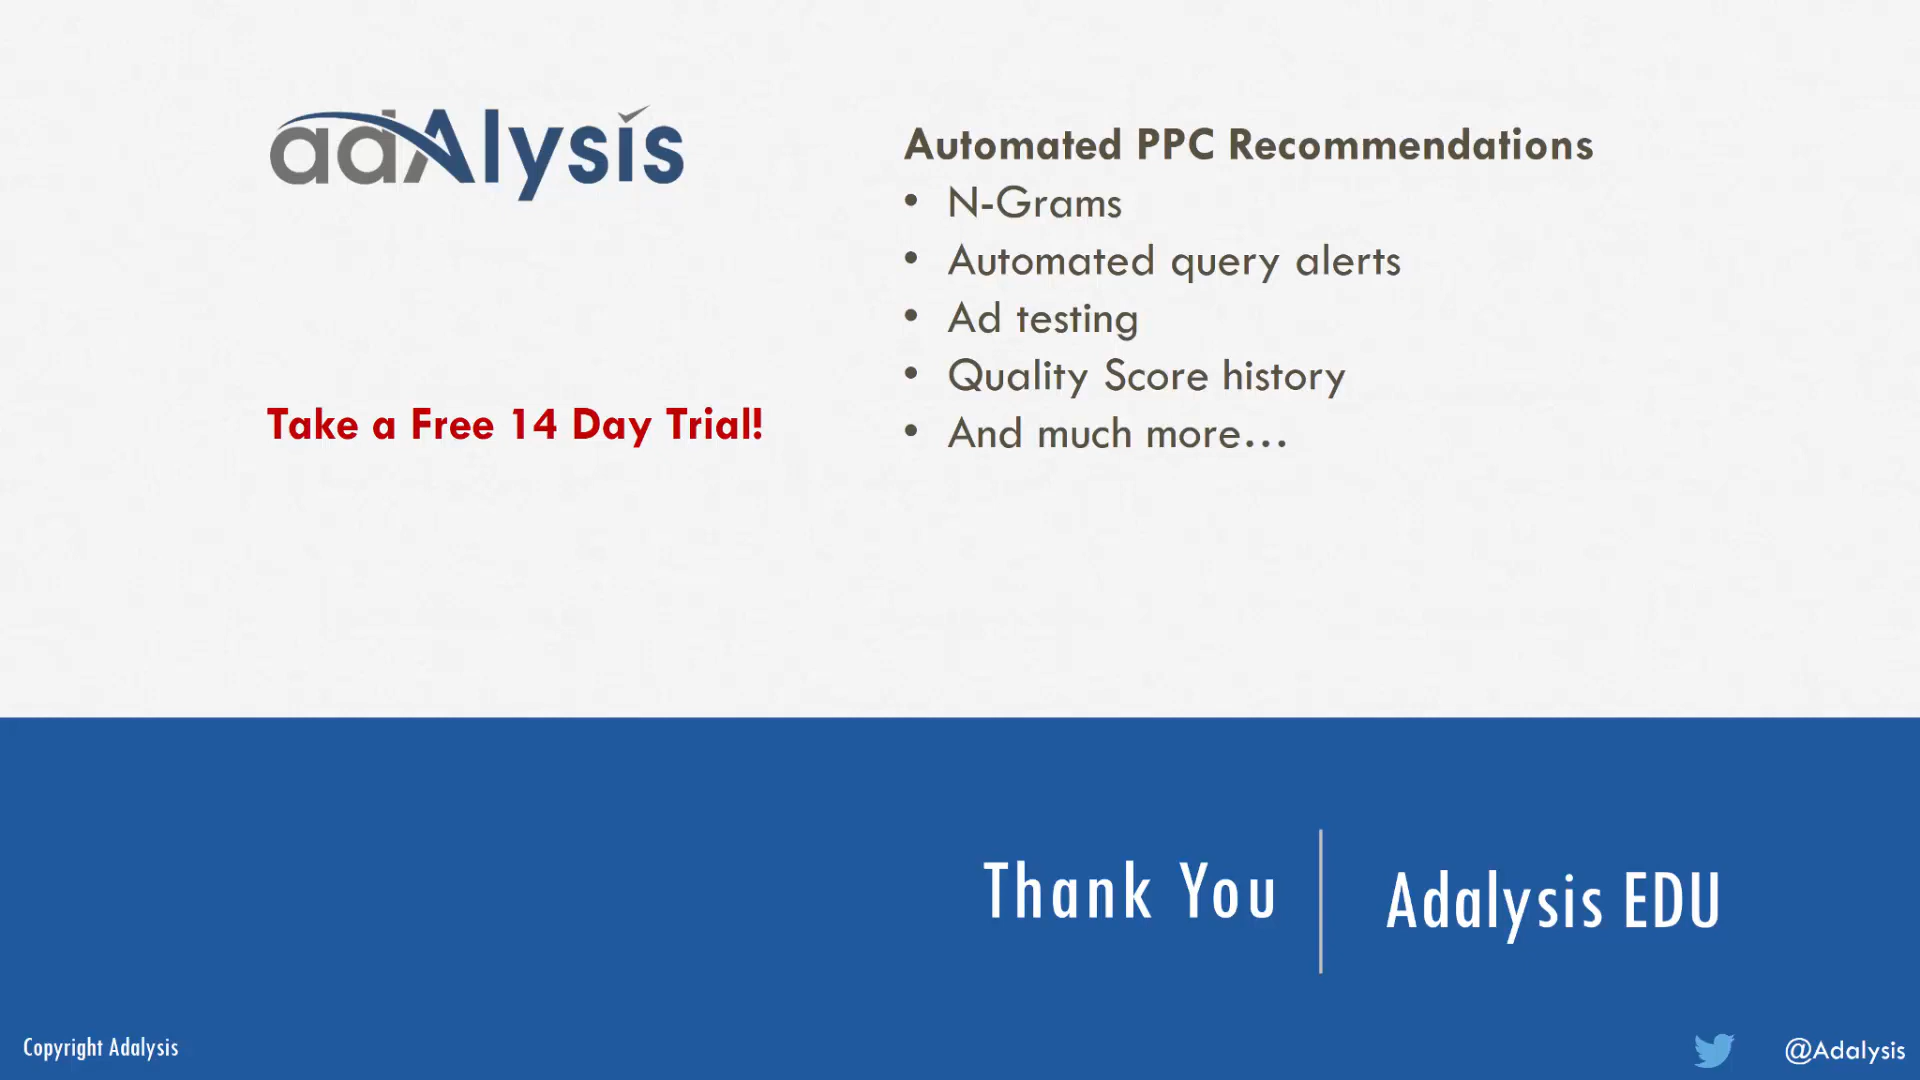 adAlysis
Automated PPC Recommendations
• N-Grams
• Automated query alerts
• Ad testing
• Quality Score history
• And much more…
Take a Free 14 Day Trial!
Thank You
Adalysis EDU
Copyright Adalysis
@Adalysis